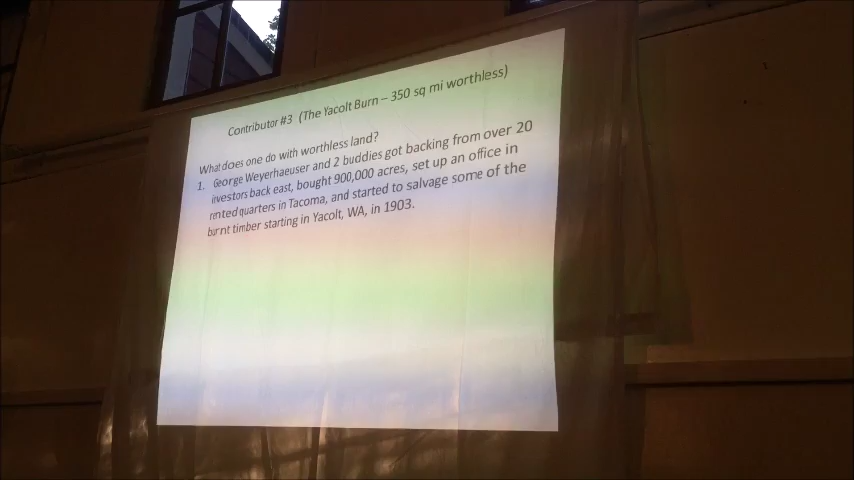 Contributor #3 (The Yacolt Burn – 350 sq mi worthless)
What does one do with worthless land?
1. George Weyerhaeuser and 2 buddies got backing from over 20
investors back east, bought 900,000 acres, set up an office in
rented quarters in Tacoma, and started to salvage some of the
burnt timber starting in Yacolt, WA, in 1903.